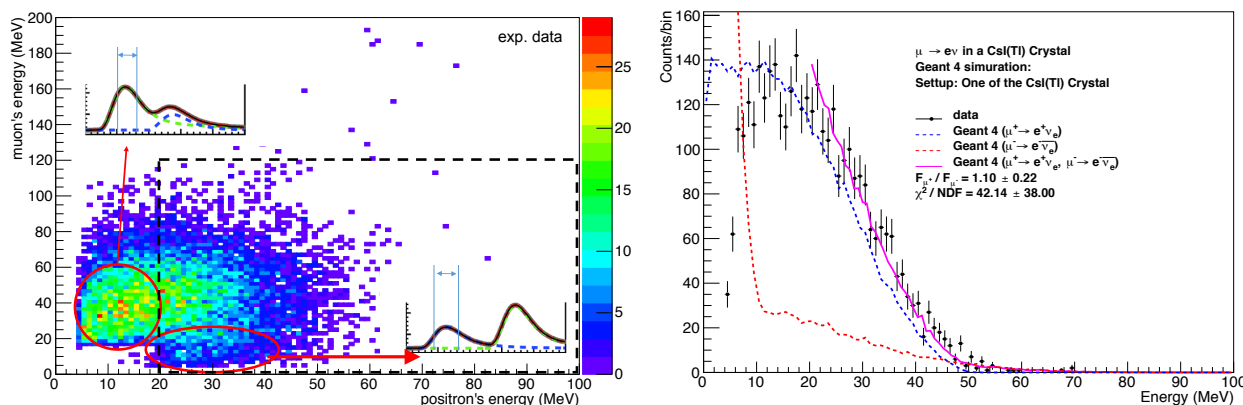 exp. data
muon's energy (MeV)
200
180
160
140
120
100
80
60
40
20
0
0 10 20 30 40 50 60 70 80 90 100
positron's energy (MeV)
25
20
15
10
5
0
Counts/bin
160
140
120
100
80
60
40
20
0
0 10 20 30 40 50 60 70 80 90 100
Energy (MeV)
μ → eν in a CsI(Tl) Crystal
Geant 4 simuration:
Settup: One of the CsI(Tl) Crystal
data
Geant 4 (μ⁺→ e⁺νₑ)
Geant 4 (μ⁻→ e⁻ν̅ₑ)
Geant 4 (μ⁺→ e⁺νₑ, μ⁻→ e⁻ν̅ₑ)
F_μ⁺ / F_μ⁻ = 1.10 ± 0.22
χ² / NDF = 42.14 ± 38.00